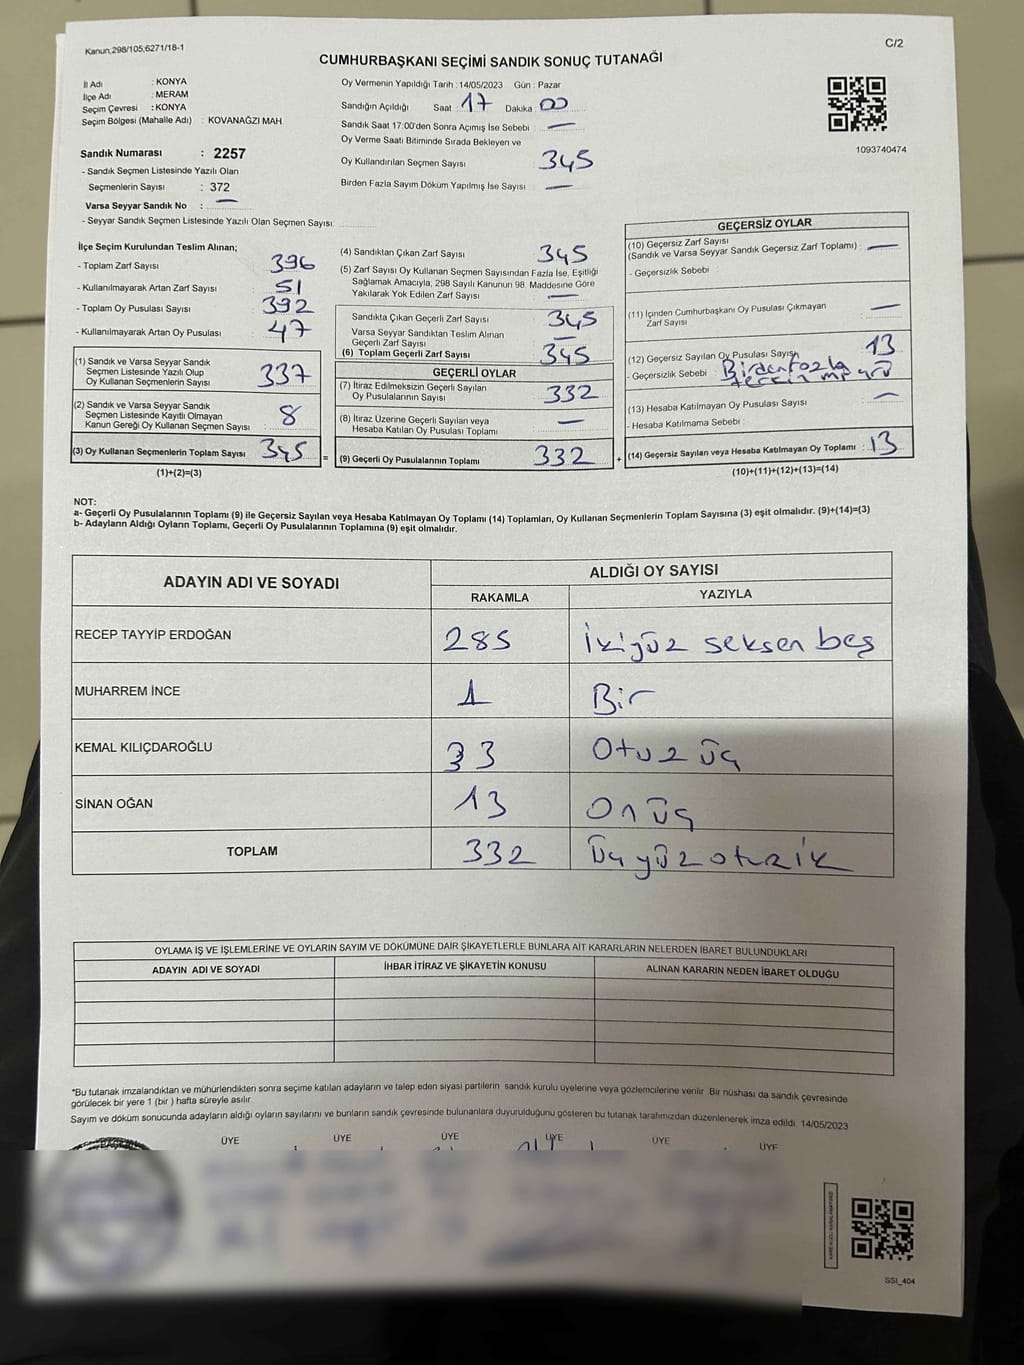 Kanun,298/105,6271/18-1
C/2
CUMHURBAŞKANI SEÇİMİ SANDIK SONUÇ TUTANAĞI
İl Adı : KONYA
İlçe Adı : MERAM
Seçim Çevresi : KONYA
Seçim Bölgesi (Mahalle Adı) : KOVANAĞZI MAH.
Sandık Numarası : 2257
- Sandık Seçmen Listesinde Yazılı Olan
Seçmenlerin Sayısı : 372
Varsa Seyyar Sandık No : —
- Seyyar Sandık Seçmen Listesinde Yazılı Olan Seçmen Sayısı:
Oy Vermenin Yapıldığı Tarih : 14/05/2023 Gün : Pazar
Sandığın Açıldığı Saat : 17 Dakika : 00
Sandık Saat 17:00'den Sonra Açımış İse Sebebi : —
Oy Verme Saati Bitiminde Sırada Bekleyen ve
Oy Kullandırılan Seçmen Sayısı 345
Birden Fazla Sayım Döküm Yapılmış İse Sayısı : —
1093740474
İlçe Seçim Kurulundan Teslim Alınan;
- Toplam Zarf Sayısı 396
- Kullanılmayarak Artan Zarf Sayısı 51
- Toplam Oy Pusulası Sayısı 392
- Kullanılmayarak Artan Oy Pusulası 47
(1) Sandık ve Varsa Seyyar Sandık
Seçmen Listesinde Yazılı Olup
Oy Kullanan Seçmenlerin Sayısı 337
(2) Sandık ve Varsa Seyyar Sandık
Seçmen Listesinde Kayıtlı Olmayan
Kanun Gereği Oy Kullanan Seçmen Sayısı 8
(3) Oy Kullanan Seçmenlerin Toplam Sayısı 345 =
(1)+(2)=(3)
(4) Sandıktan Çıkan Zarf Sayısı 345
(5) Zarf Sayısı Oy Kullanan Seçmen Sayısından Fazla İse, Eşitliği
Sağlamak Amacıyla, 298 Sayılı Kanunun 98. Maddesine Göre
Yakılarak Yok Edilen Zarf Sayısı —
Sandıkta Çıkan Geçerli Zarf Sayısı 345
Varsa Seyyar Sandıktan Teslim Alınan
Geçerli Zarf Sayısı —
(6) Toplam Geçerli Zarf Sayısı 345
GEÇERLİ OYLAR
(7) İtiraz Edilmeksizin Geçerli Sayılan
Oy Pusulalarının Sayısı 332
(8) İtiraz Üzerine Geçerli Sayılan veya
Hesaba Katılan Oy Pusulası Toplamı —
(9) Geçerli Oy Pusulalarının Toplamı 332 +
GEÇERSİZ OYLAR
(10) Geçersiz Zarf Sayısı
(Sandık ve Varsa Seyyar Sandık Geçersiz Zarf Toplamı) : —
- Geçersizlik Sebebi :
(11) İçinden Cumhurbaşkanı Oy Pusulası Çıkmayan
Zarf Sayısı —
(12) Geçersiz Sayılan Oy Pusulası Sayısı 13
- Geçersizlik Sebebi : Birden fazla
tercih
(13) Hesaba Katılmayan Oy Pusulası Sayısı —
- Hesaba Katılmama Sebebi :
(14) Geçersiz Sayılan veya Hesaba Katılmayan Oy Toplamı : 13
(10)+(11)+(12)+(13)=(14)
NOT:
a- Geçerli Oy Pusulalarının Toplamı (9) ile Geçersiz Sayılan veya Hesaba Katılmayan Oy Toplamı (14) Toplamları, Oy Kullanan Seçmenlerin Toplam Sayısına (3) eşit olmalıdır. (9)+(14)=(3)
b- Adayların Aldığı Oyların Toplamı, Geçerli Oy Pusulalarının Toplamına (9) eşit olmalıdır.
ADAYIN ADI VE SOYADI
ALDIĞI OY SAYISI
RAKAMLA YAZIYLA
RECEP TAYYİP ERDOĞAN 285 İkiyüz seksen beş
MUHARREM İNCE 1 Bir
KEMAL KILIÇDAROĞLU 33 Otuz üç
SİNAN OĞAN 13 On üç
TOPLAM 332 Üçyüz otuzik
OYLAMA İŞ VE İŞLEMLERİNE VE OYLARIN SAYIM VE DÖKÜMÜNE DAİR ŞİKAYETLERLE BUNLARA AİT KARARLARIN NELERDEN İBARET BULUNDUKLARI
ADAYIN ADI VE SOYADI İHBAR İTİRAZ VE ŞİKAYETİN KONUSU ALINAN KARARIN NEDEN İBARET OLDUĞU
*Bu tutanak imzalandıktan ve mühürlendikten sonra seçime katılan adayların ve talep eden siyasi partilerin sandık kurulu üyelerine veya gözlemcilerine verilir. Bir nüshası da sandık çevresinde
görülecek bir yere 1 (bir ) hafta süreyle asılır.
Sayım ve döküm sonucunda adayların aldığı oyların sayılarını ve bunların sandık çevresinde bulunanlara duyurulduğunu gösteren bu tutanak tarafımızdan düzenlenerek imza edildi. 14/05/2023
ÜYE ÜYE ÜYE ÜYE ÜYE ÜYE
SSI_404